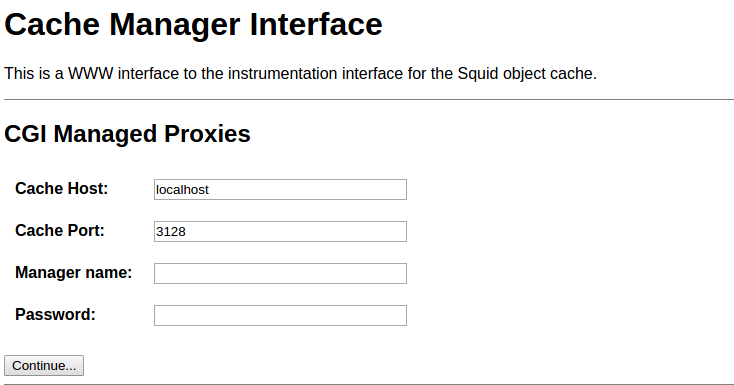 Cache Manager Interface
This is a WWW interface to the instrumentation interface for the Squid object cache.
CGI Managed Proxies
Cache Host: localhost
Cache Port: 3128
Manager name:
Password:
Continue...